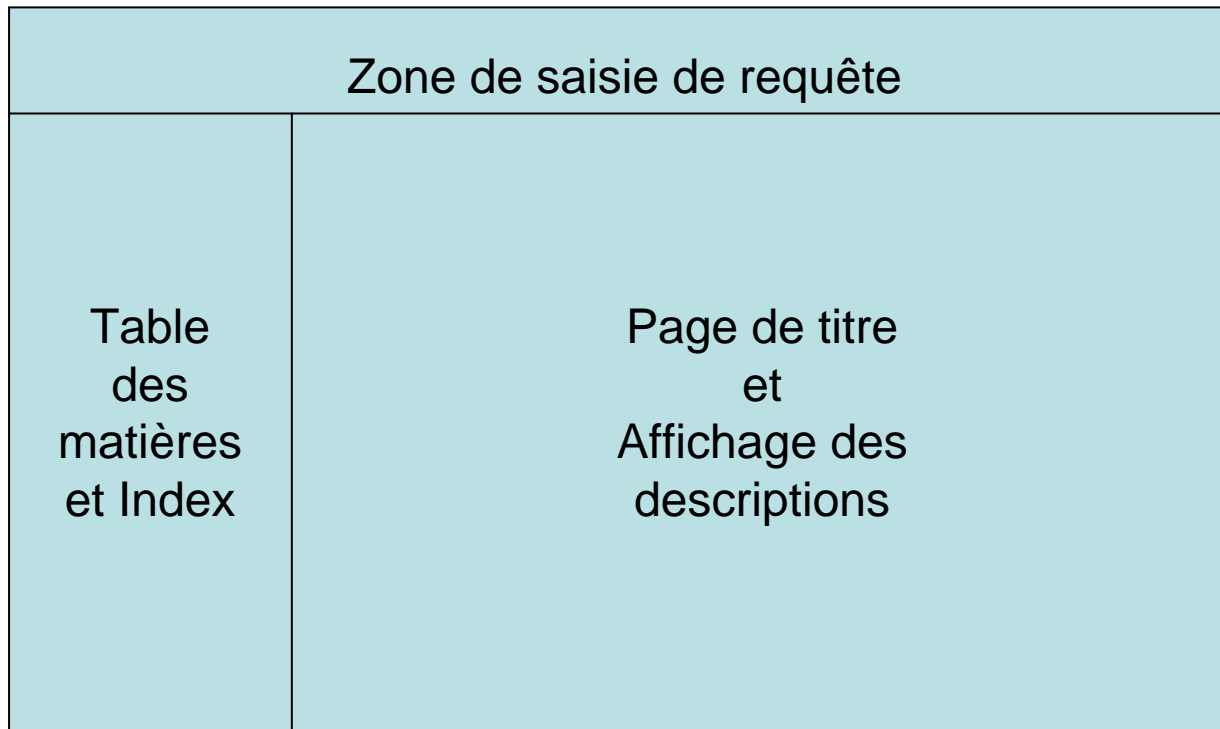 Zone de saisie de requête
Table
des
matières
et Index
Page de titre
et
Affichage des
descriptions